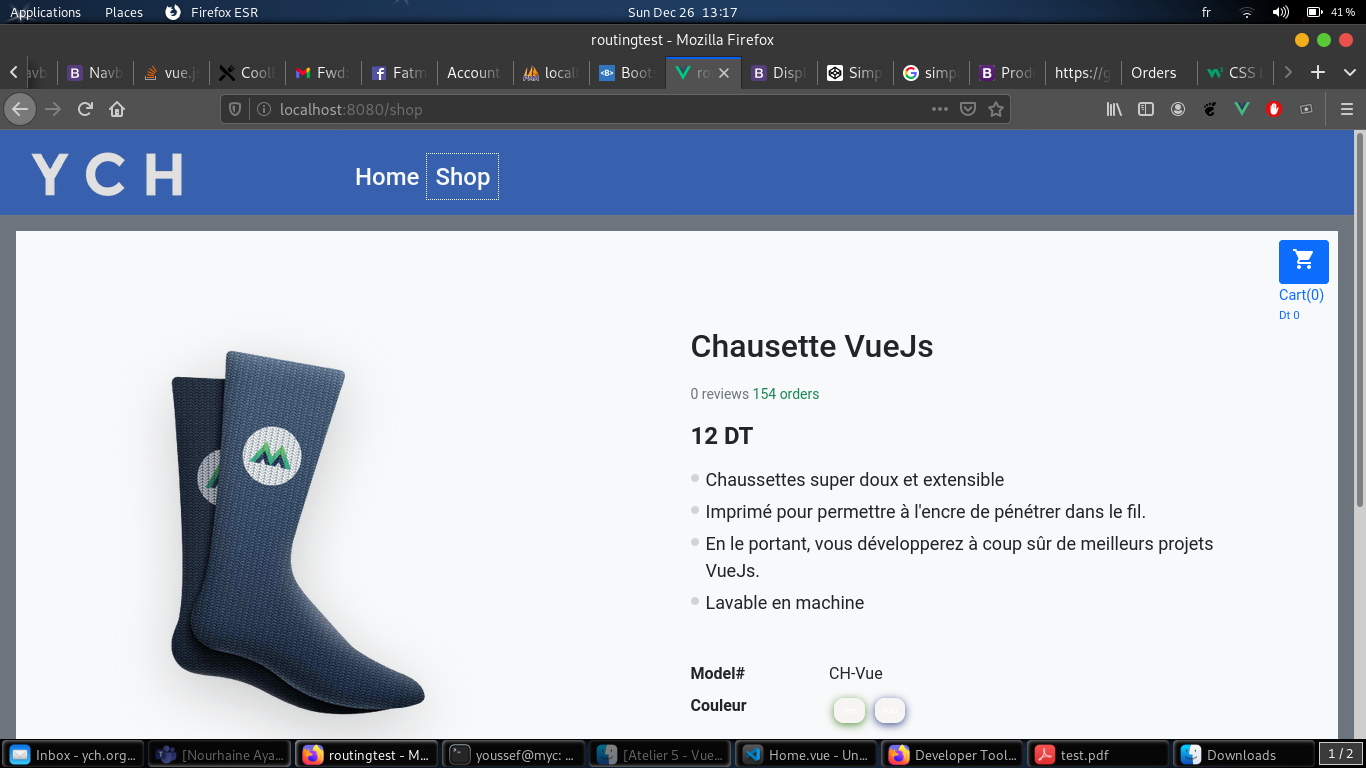 Applications Places Firefox ESR Sun Dec 26 13:17 fr 41 %
routingtest - Mozilla Firefox
Navb vue.j Cool Fwd: Fatm Account locall Boot: ro Displ Simp simpl Prod https://g Orders CSS
localhost:8080/shop
YCH Home Shop
Cart(0)
Dt 0
Chausette VueJs
0 reviews 154 orders
12 DT
Chaussettes super doux et extensible
Imprimé pour permettre à l'encre de pénétrer dans le fil.
En le portant, vous développerez à coup sûr de meilleurs projets
VueJs.
Lavable en machine
Model# CH-Vue
Couleur
Inbox - ych.org... [Nourhaine Aya... routingtest - M... youssef@myc: ... [Atelier 5 - Vue... Home.vue - Un... Developer Tool... test.pdf Downloads 1 / 2